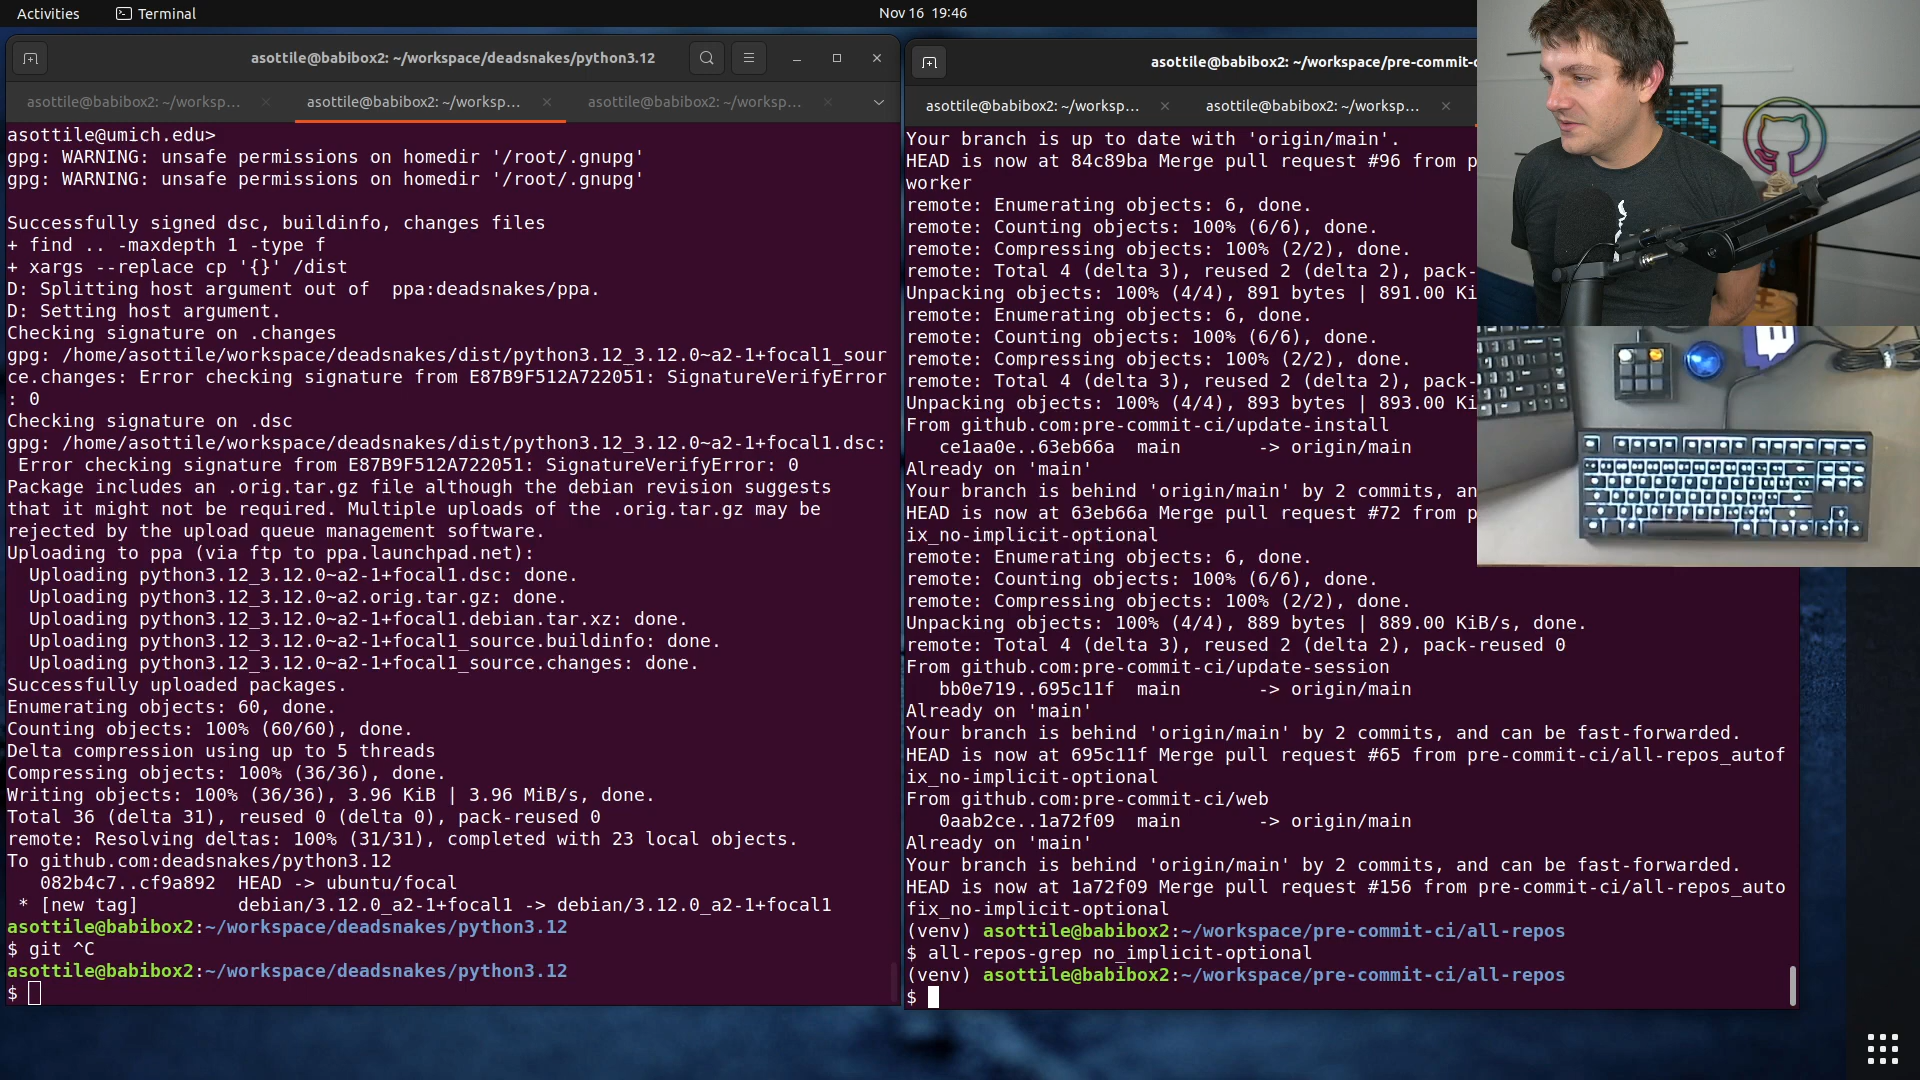 Activities
Terminal
Nov 16 19:46
asottile@babibox2: ~/workspace/deadsnakes/python3.12
asottile@babibox2: ~/worksp…
asottile@babibox2: ~/worksp…
asottile@babibox2: ~/worksp…
asottile@umich.edu>
gpg: WARNING: unsafe permissions on homedir '/root/.gnupg'
gpg: WARNING: unsafe permissions on homedir '/root/.gnupg'
Successfully signed dsc, buildinfo, changes files
+ find .. -maxdepth 1 -type f
+ xargs --replace cp '{}' /dist
D: Splitting host argument out of  ppa:deadsnakes/ppa.
D: Setting host argument.
Checking signature on .changes
gpg: /home/asottile/workspace/deadsnakes/dist/python3.12_3.12.0~a2-1+focal1_sour
ce.changes: Error checking signature from E87B9F512A722051: SignatureVerifyError
: 0
Checking signature on .dsc
gpg: /home/asottile/workspace/deadsnakes/dist/python3.12_3.12.0~a2-1+focal1.dsc:
 Error checking signature from E87B9F512A722051: SignatureVerifyError: 0
Package includes an .orig.tar.gz file although the debian revision suggests
that it might not be required. Multiple uploads of the .orig.tar.gz may be
rejected by the upload queue management software.
Uploading to ppa (via ftp to ppa.launchpad.net):
  Uploading python3.12_3.12.0~a2-1+focal1.dsc: done.
  Uploading python3.12_3.12.0~a2.orig.tar.gz: done.
  Uploading python3.12_3.12.0~a2-1+focal1.debian.tar.xz: done.
  Uploading python3.12_3.12.0~a2-1+focal1_source.buildinfo: done.
  Uploading python3.12_3.12.0~a2-1+focal1_source.changes: done.
Successfully uploaded packages.
Enumerating objects: 60, done.
Counting objects: 100% (60/60), done.
Delta compression using up to 5 threads
Compressing objects: 100% (36/36), done.
Writing objects: 100% (36/36), 3.96 KiB | 3.96 MiB/s, done.
Total 36 (delta 31), reused 0 (delta 0), pack-reused 0
remote: Resolving deltas: 100% (31/31), completed with 23 local objects.
To github.com:deadsnakes/python3.12
   082b4c7..cf9a892  HEAD -> ubuntu/focal
 * [new tag]         debian/3.12.0_a2-1+focal1 -> debian/3.12.0_a2-1+focal1
asottile@babibox2:~/workspace/deadsnakes/python3.12
$ git ^C
asottile@babibox2:~/workspace/deadsnakes/python3.12
$
asottile@babibox2: ~/workspace/pre-commit-c
asottile@babibox2: ~/worksp…
asottile@babibox2: ~/worksp…
Your branch is up to date with 'origin/main'.
HEAD is now at 84c89ba Merge pull request #96 from p
worker
remote: Enumerating objects: 6, done.
remote: Counting objects: 100% (6/6), done.
remote: Compressing objects: 100% (2/2), done.
remote: Total 4 (delta 3), reused 2 (delta 2), pack-
Unpacking objects: 100% (4/4), 891 bytes | 891.00 Ki
remote: Enumerating objects: 6, done.
remote: Counting objects: 100% (6/6), done.
remote: Compressing objects: 100% (2/2), done.
remote: Total 4 (delta 3), reused 2 (delta 2), pack-
Unpacking objects: 100% (4/4), 893 bytes | 893.00 Ki
From github.com:pre-commit-ci/update-install
   ce1aa0e..63eb66a  main       -> origin/main
Already on 'main'
Your branch is behind 'origin/main' by 2 commits, an
HEAD is now at 63eb66a Merge pull request #72 from p
ix_no-implicit-optional
remote: Enumerating objects: 6, done.
remote: Counting objects: 100% (6/6), done.
remote: Compressing objects: 100% (2/2), done.
Unpacking objects: 100% (4/4), 889 bytes | 889.00 KiB/s, done.
remote: Total 4 (delta 3), reused 2 (delta 2), pack-reused 0
From github.com:pre-commit-ci/update-session
   bb0e719..695c11f  main       -> origin/main
Already on 'main'
Your branch is behind 'origin/main' by 2 commits, and can be fast-forwarded.
HEAD is now at 695c11f Merge pull request #65 from pre-commit-ci/all-repos_autof
ix_no-implicit-optional
From github.com:pre-commit-ci/web
   0aab2ce..1a72f09  main       -> origin/main
Already on 'main'
Your branch is behind 'origin/main' by 2 commits, and can be fast-forwarded.
HEAD is now at 1a72f09 Merge pull request #156 from pre-commit-ci/all-repos_auto
fix_no-implicit-optional
(venv) asottile@babibox2:~/workspace/pre-commit-ci/all-repos
$ all-repos-grep no_implicit-optional
(venv) asottile@babibox2:~/workspace/pre-commit-ci/all-repos
$